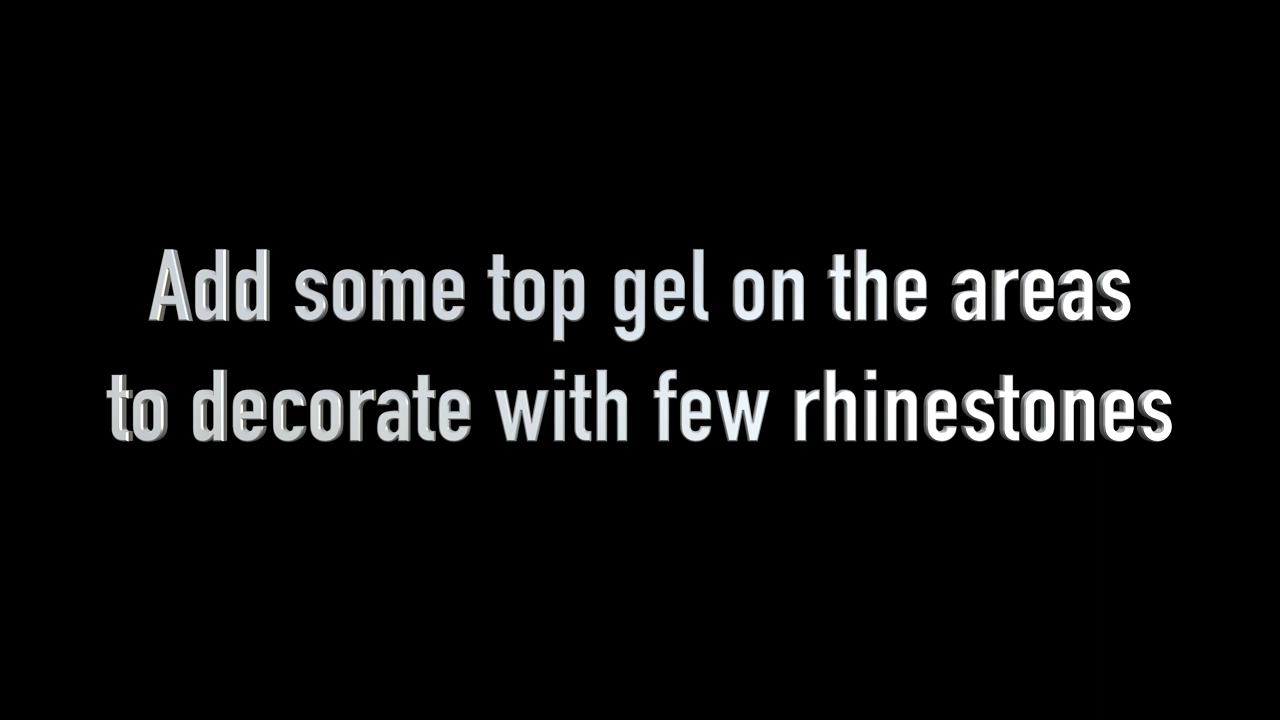 Add some top gel on the areas
to decorate with few rhinestones